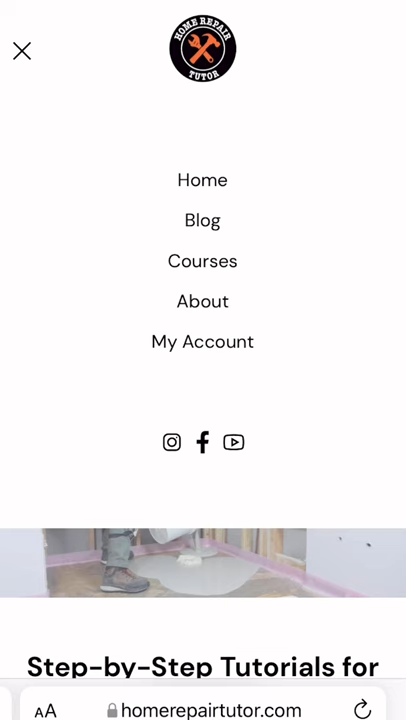 HOME REPAIR
TUTOR
Home
Blog
Courses
About
My Account
Step-by-Step Tutorials for
AA
homerepairtutor.com